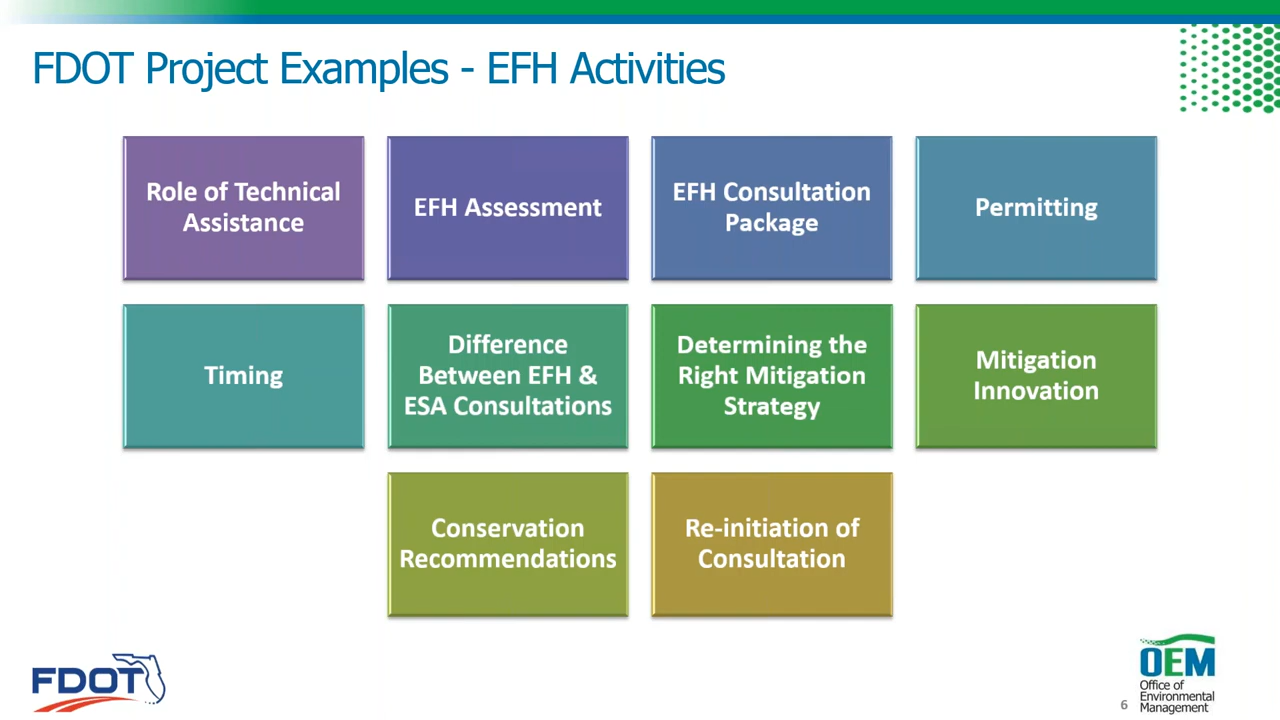 FDOT Project Examples - EFH Activities
Role of Technical
Assistance
EFH Assessment
EFH Consultation
Package
Permitting
Timing
Difference
Between EFH &
ESA Consultations
Determining the
Right Mitigation
Strategy
Mitigation
Innovation
Conservation
Recommendations
Re-initiation of
Consultation
FDOT
6
OEM
Office of
Environmental
Management